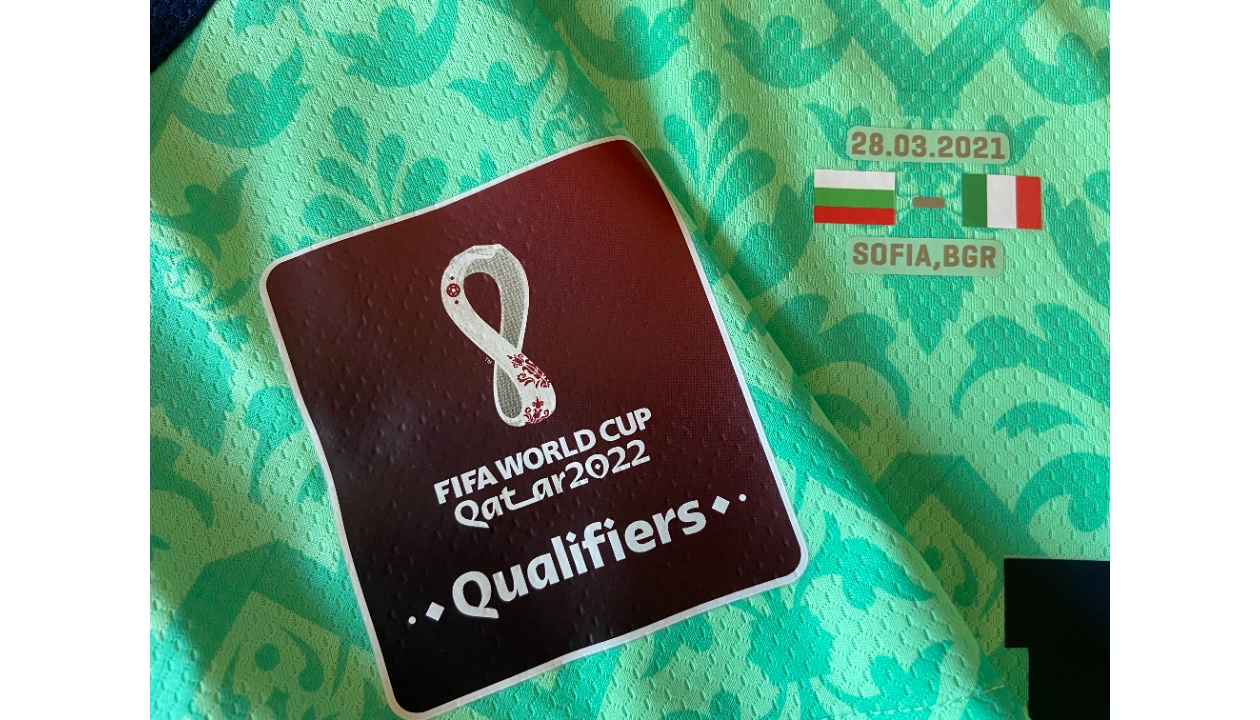 28.03.2021
SOFIA,BGR
FIFA WORLD CUP
Qatar2022
Qualifiers